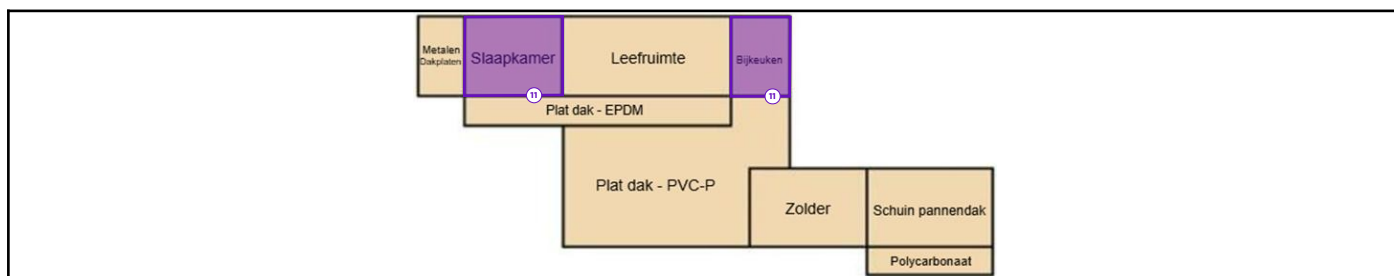 Metalen
Dakplaten
Slaapkamer
Leefruimte
Bijkeuken
11
11
Plat dak - EPDM
Plat dak - PVC-P
Zolder
Schuin pannendak
Polycarbonaat